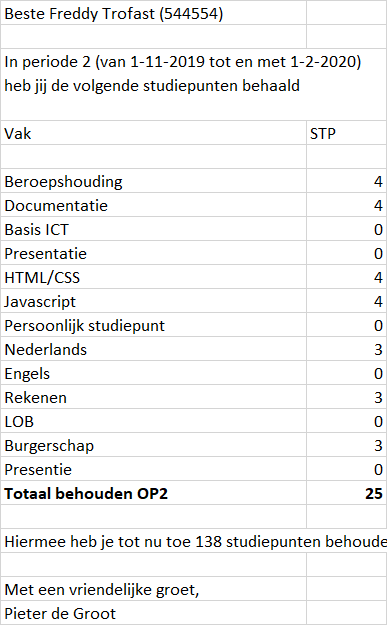 Beste Freddy Trofast (544554)
In periode 2 (van 1-11-2019 tot en met 1-2-2020)
heb jij de volgende studiepunten behaald
Vak STP
Beroepshouding 4
Documentatie 4
Basis ICT 0
Presentatie 0
HTML/CSS 4
Javascript 4
Persoonlijk studiepunt 0
Nederlands 3
Engels 0
Rekenen 3
LOB 0
Burgerschap 3
Presentie 0
Totaal behouden OP2 25
Hiermee heb je tot nu toe 138 studiepunten behoude
Met een vriendelijke groet,
Pieter de Groot